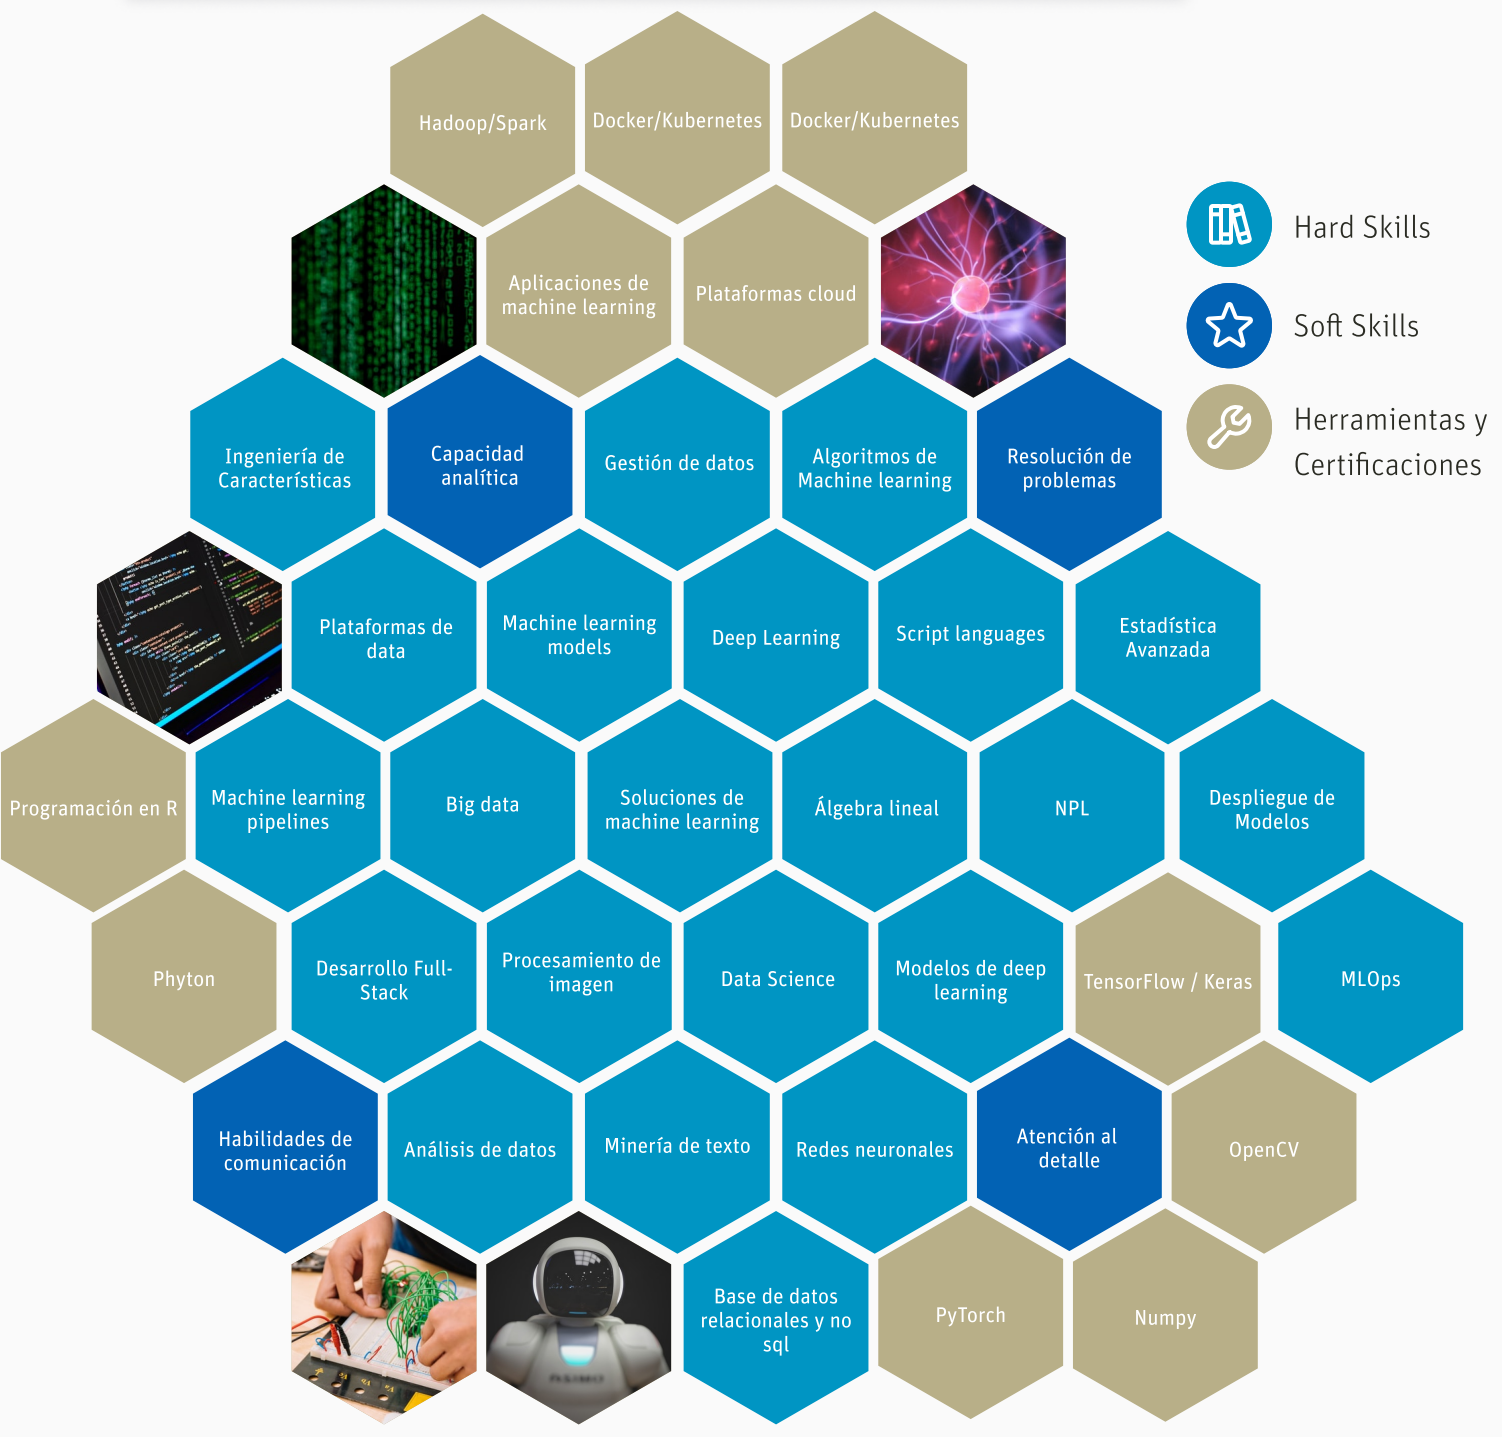 Hadoop/Spark
Docker/Kubernetes
Docker/Kubernetes
Aplicaciones de
machine learning
Plataformas cloud
Hard Skills
Soft Skills
Herramientas y
Certificaciones
Ingeniería de
Características
Capacidad
analítica
Gestión de datos
Algoritmos de
Machine learning
Resolución de
problemas
Plataformas de
data
Machine learning
models
Deep Learning
Script languages
Estadística
Avanzada
Programación en R
Machine learning
pipelines
Big data
Soluciones de
machine learning
Álgebra lineal
NPL
Despliegue de
Modelos
Phyton
Desarrollo Full-
Stack
Procesamiento de
imagen
Data Science
Modelos de deep
learning
TensorFlow / Keras
MLOps
Habilidades de
comunicación
Análisis de datos
Minería de texto
Redes neuronales
Atención al
detalle
OpenCV
Base de datos
relacionales y no
sql
PyTorch
Numpy